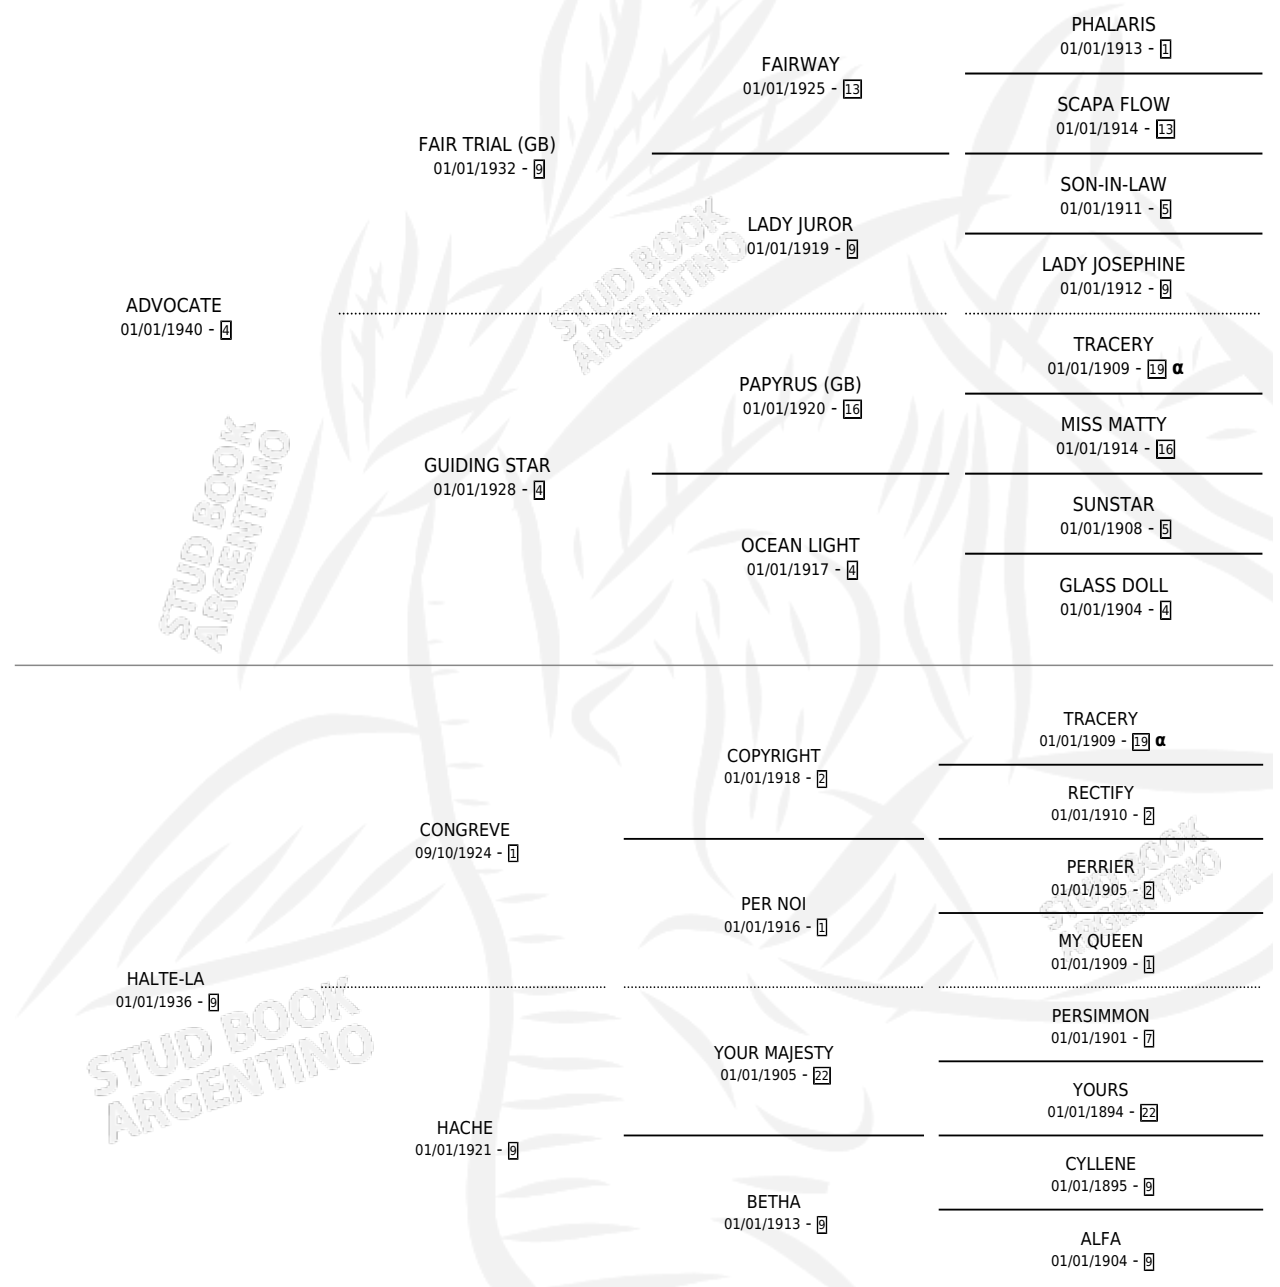 PHALARIS
01/01/1913 - 1
FAIRWAY
01/01/1925 - 13
SCAPA FLOW
01/01/1914 - 13
FAIR TRIAL (GB)
01/01/1932 - 9
SON-IN-LAW
01/01/1911 - 5
LADY JUROR
01/01/1919 - 9
LADY JOSEPHINE
01/01/1912 - 9
ADVOCATE
01/01/1940 - 4
TRACERY
01/01/1909 - 19 α
PAPYRUS (GB)
01/01/1920 - 16
MISS MATTY
01/01/1914 - 16
GUIDING STAR
01/01/1928 - 4
SUNSTAR
01/01/1908 - 5
OCEAN LIGHT
01/01/1917 - 4
GLASS DOLL
01/01/1904 - 4
TRACERY
01/01/1909 - 19 α
COPYRIGHT
01/01/1918 - 2
RECTIFY
01/01/1910 - 2
CONGREVE
09/10/1924 - 1
PERRIER
01/01/1905 - 2
PER NOI
01/01/1916 - 1
MY QUEEN
01/01/1909 - 1
HALTE-LA
01/01/1936 - 9
PERSIMMON
01/01/1901 - 7
YOUR MAJESTY
01/01/1905 - 22
YOURS
01/01/1894 - 22
HACHE
01/01/1921 - 9
CYLLENE
01/01/1895 - 9
BETHA
01/01/1913 - 9
ALFA
01/01/1904 - 9
STUD BOOK
ARGENTINO
STUD BOOK
ARGENTINO
STUD BOOK
ARGENTINO
STUD BOOK
ARGENTINO